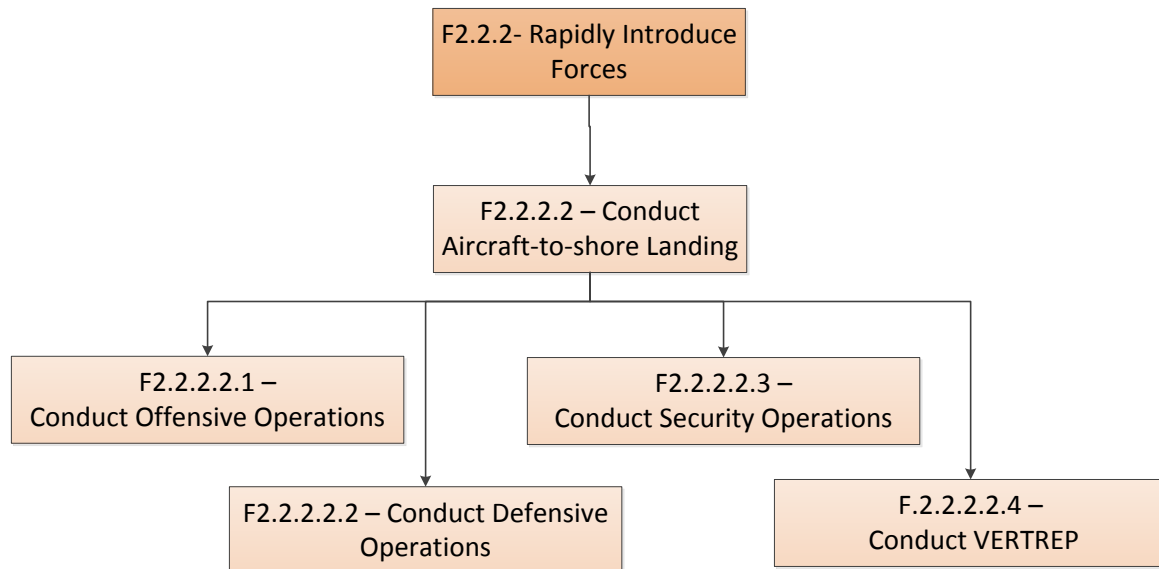 F2.2.2- Rapidly Introduce
Forces
F2.2.2.2 – Conduct
Aircraft-to-shore Landing
F2.2.2.2.1 –
Conduct Offensive Operations
F2.2.2.2.3 –
Conduct Security Operations
F2.2.2.2.2 – Conduct Defensive
Operations
F.2.2.2.2.4 –
Conduct VERTREP